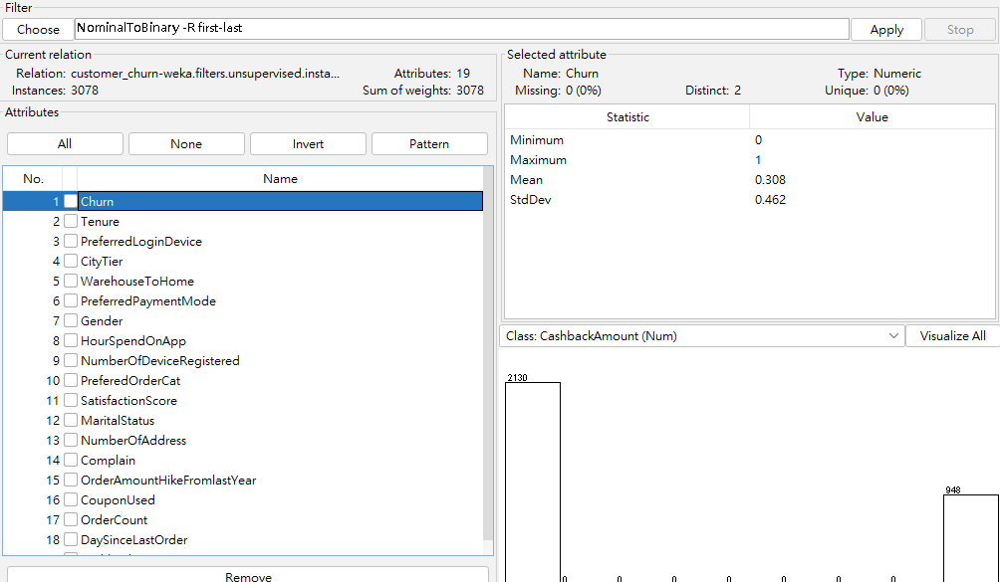 Filter
Choose NominalToBinary -R first-last Apply Stop
Current relation
Relation: customer_churn-weka.filters.unsupervised.insta... Attributes: 19
Instances: 3078 Sum of weights: 3078
Attributes
All None Invert Pattern
No. Name
1 Churn
2 Tenure
3 PreferredLoginDevice
4 CityTier
5 WarehouseToHome
6 PreferredPaymentMode
7 Gender
8 HourSpendOnApp
9 NumberOfDeviceRegistered
10 PreferedOrderCat
11 SatisfactionScore
12 MaritalStatus
13 NumberOfAddress
14 Complain
15 OrderAmountHikeFromlastYear
16 CouponUsed
17 OrderCount
18 DaySinceLastOrder
Remove
Selected attribute
Name: Churn Type: Numeric
Missing: 0 (0%) Distinct: 2 Unique: 0 (0%)
Statistic Value
Minimum 0
Maximum 1
Mean 0.308
StdDev 0.462
Class: CashbackAmount (Num) Visualize All
2130
948
0 0 0 0 0 0 0